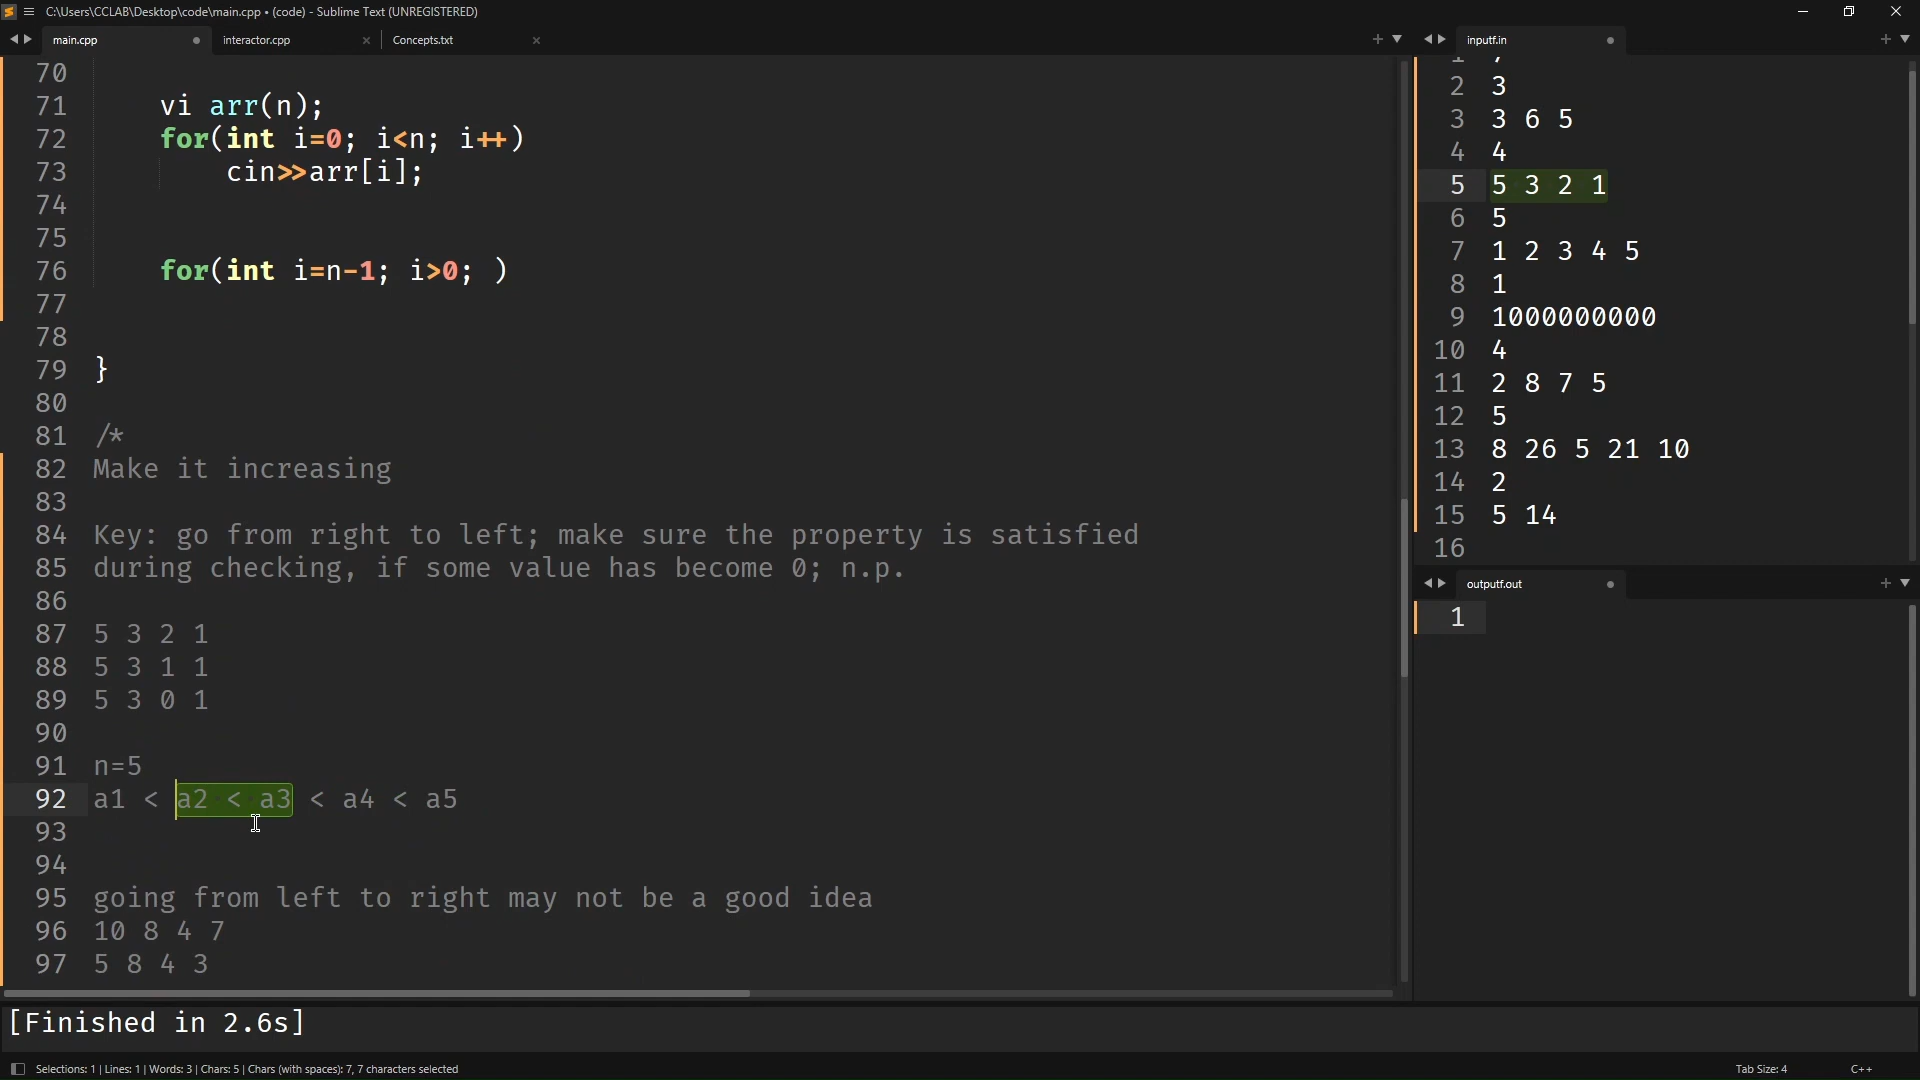 C:\Users\CCLAB\Desktop\code\main.cpp • (code) - Sublime Text (UNREGISTERED)
main.cpp
interactor.cpp
Concepts.txt
70
71 vi arr(n);
72 for(int i=0; i<n; i++)
73 cin>>arr[i];
74
75
76 for(int i=n-1; i>0; )
77
78
79 }
80
81 /*
82 Make it increasing
83
84 Key: go from right to left; make sure the property is satisfied
85 during checking, if some value has become 0; n.p.
86
87 5 3 2 1
88 5 3 1 1
89 5 3 0 1
90
91 n=5
92 a1 < a2 < a3 < a4 < a5
93
94
95 going from left to right may not be a good idea
96 10 8 4 7
97 5 8 4 3
inputf.in
2 3
3 3 6 5
4 4
5 5 3 2 1
6 5
7 1 2 3 4 5
8 1
9 1000000000
10 4
11 2 8 7 5
12 5
13 8 26 5 21 10
14 2
15 5 14
16
outputf.out
1
[Finished in 2.6s]
Selections: 1 | Lines: 1 | Words: 3 | Chars: 5 | Chars (with spaces): 7, 7 characters selected
Tab Size: 4
C++